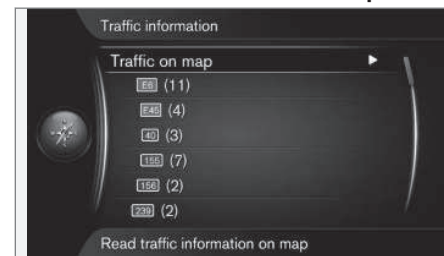 Traffic information
Traffic on map
E6 (11)
E45 (4)
40 (3)
155 (7)
156 (2)
239 (2)
Read traffic information on map